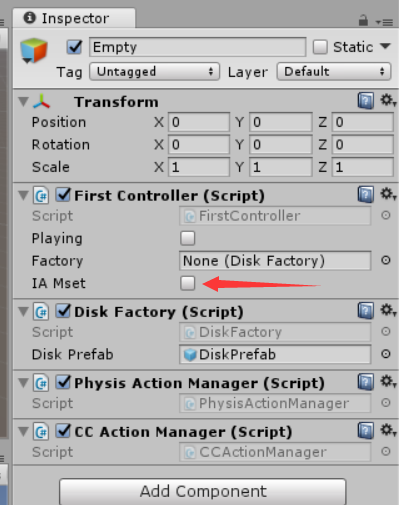 Inspector
Empty Static
Tag Untagged Layer Default
Transform
Position X 0 Y 0 Z 0
Rotation X 0 Y 0 Z 0
Scale X 1 Y 1 Z 1
C# First Controller (Script)
Script FirstController
Playing
Factory None (Disk Factory)
IA Mset
C# Disk Factory (Script)
Script DiskFactory
Disk Prefab DiskPrefab
C# Physis Action Manager (Script)
Script PhysisActionManager
C# CC Action Manager (Script)
Script CCActionManager
Add Component